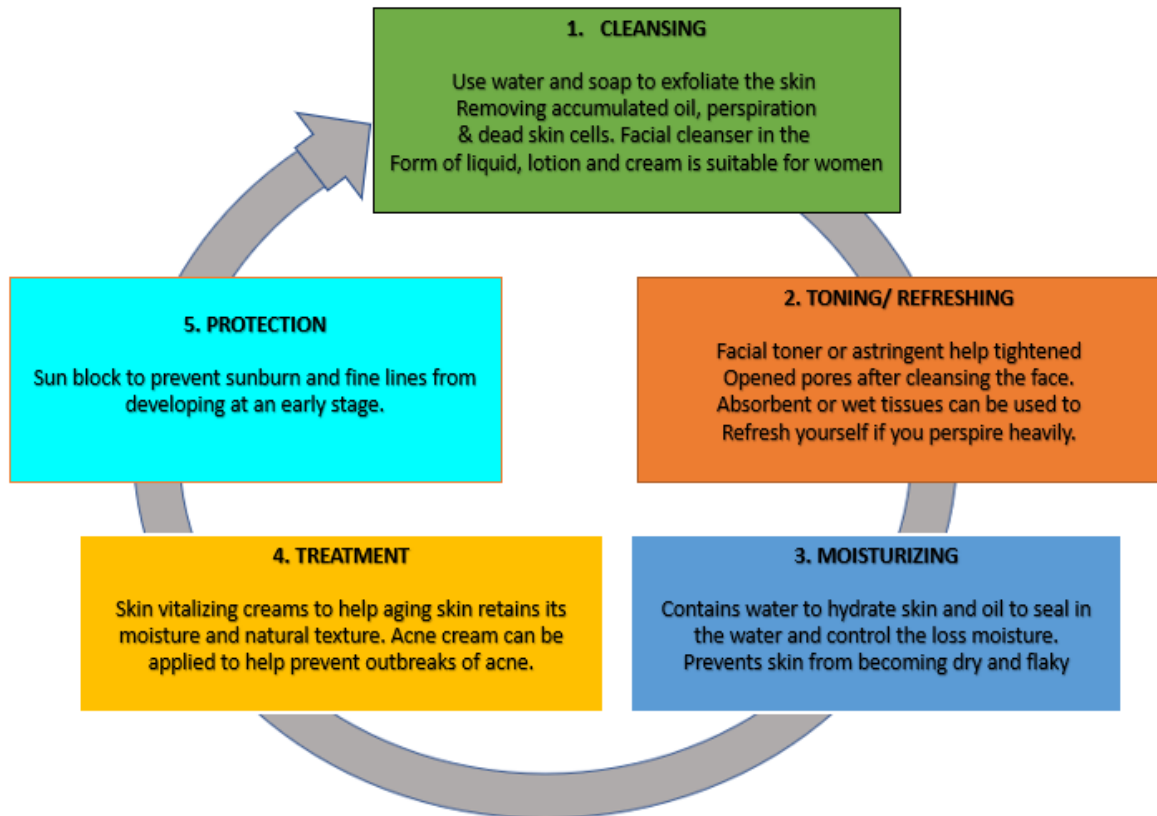 1. CLEANSING
Use water and soap to exfoliate the skin
Removing accumulated oil, perspiration
& dead skin cells. Facial cleanser in the
Form of liquid, lotion and cream is suitable for women
2. TONING/ REFRESHING
Facial toner or astringent help tightened
Opened pores after cleansing the face.
Absorbent or wet tissues can be used to
Refresh yourself if you perspire heavily.
3. MOISTURIZING
Contains water to hydrate skin and oil to seal in
the water and control the loss moisture.
Prevents skin from becoming dry and flaky
4. TREATMENT
Skin vitalizing creams to help aging skin retains its
moisture and natural texture. Acne cream can be
applied to help prevent outbreaks of acne.
5. PROTECTION
Sun block to prevent sunburn and fine lines from
developing at an early stage.